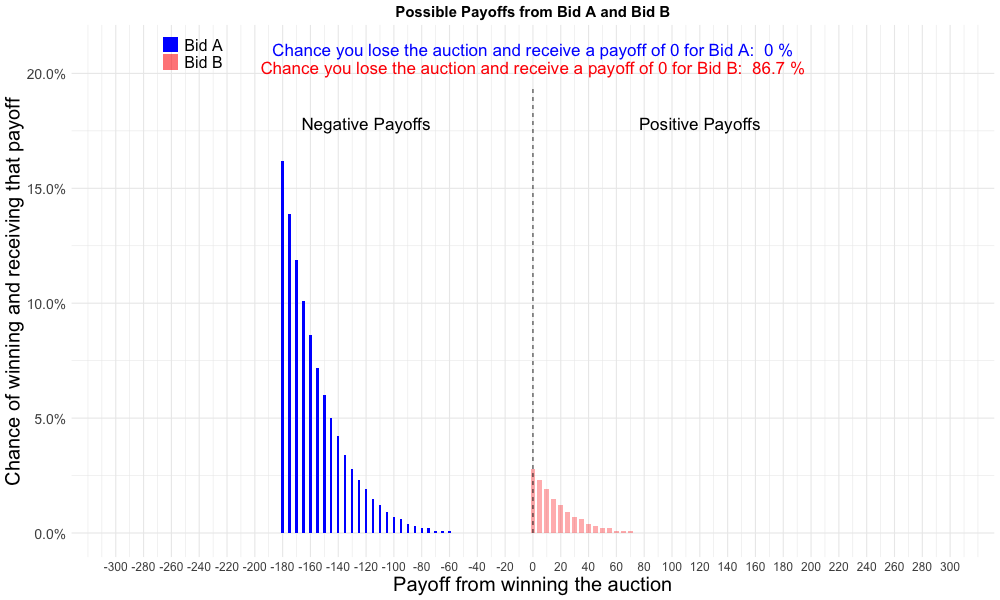 Possible Payoffs from Bid A and Bid B
Bid A
Bid B
Chance you lose the auction and receive a payoff of 0 for Bid A:  0 %
Chance you lose the auction and receive a payoff of 0 for Bid B:  86.7 %
Negative Payoffs
Positive Payoffs
Chance of winning and receiving that payoff
20.0%
15.0%
10.0%
5.0%
0.0%
-300 -280 -260 -240 -220 -200 -180 -160 -140 -120 -100 -80 -60 -40 -20 0 20 40 60 80 100 120 140 160 180 200 220 240 260 280 300
Payoff from winning the auction